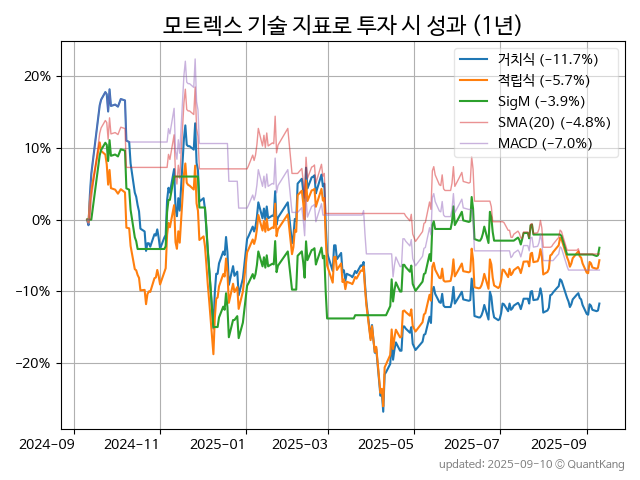 모트렉스 기술 지표로 투자 시 성과 (1년)
거치식 (−11.7%)
적립식 (−5.7%)
SigM (−3.9%)
SMA(20) (−4.8%)
MACD (−7.0%)
20%
10%
0%
−10%
−20%
2024-09 2024-11 2025-01 2025-03 2025-05 2025-07 2025-09
updated: 2025-09-10 © QuantKang